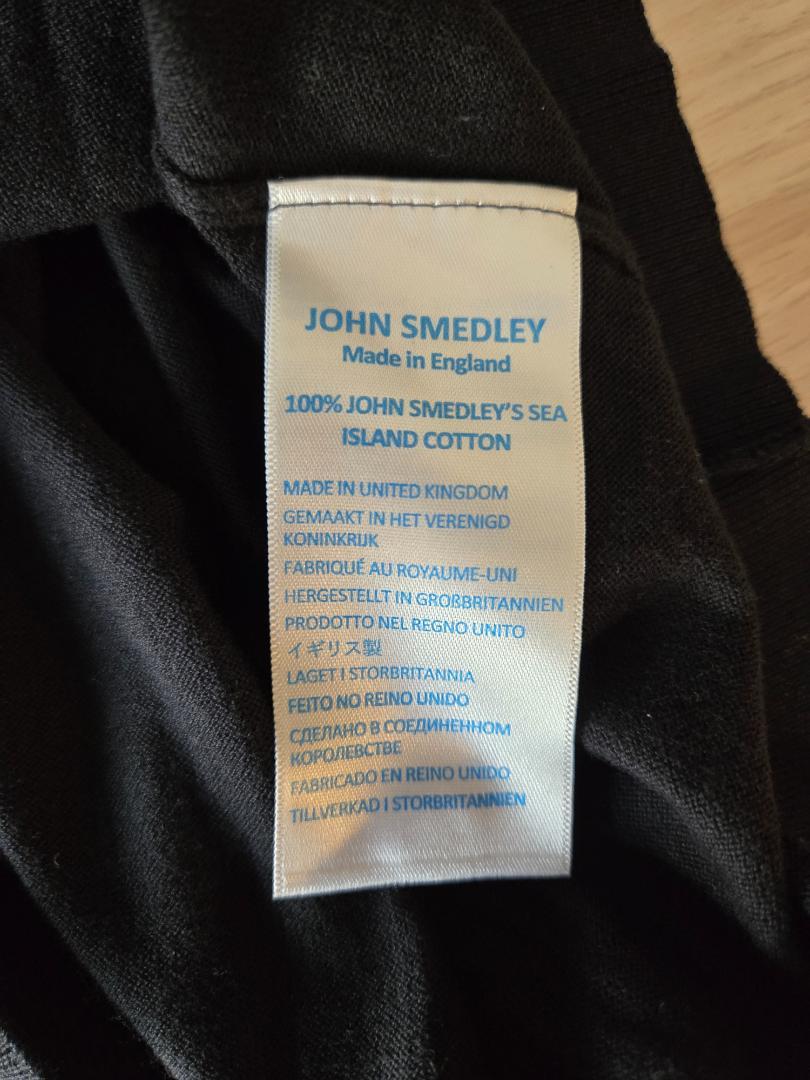 JOHN SMEDLEY
Made in England
100% JOHN SMEDLEY'S SEA
ISLAND COTTON
MADE IN UNITED KINGDOM
GEMAAKT IN HET VERENIGD
KONINKRIJK
FABRIQUÉ AU ROYAUME-UNI
HERGESTELLT IN GROßBRITANNIEN
PRODOTTO NEL REGNO UNITO
イギリス製
LAGET I STORBRITANNIA
FEITO NO REINO UNIDO
СДЕЛАНО В СОЕДИНЕННОМ
КОРОЛЕВСТВЕ
FABRICADO EN REINO UNIDO
TILLVERKAD I STORBRITANNIEN